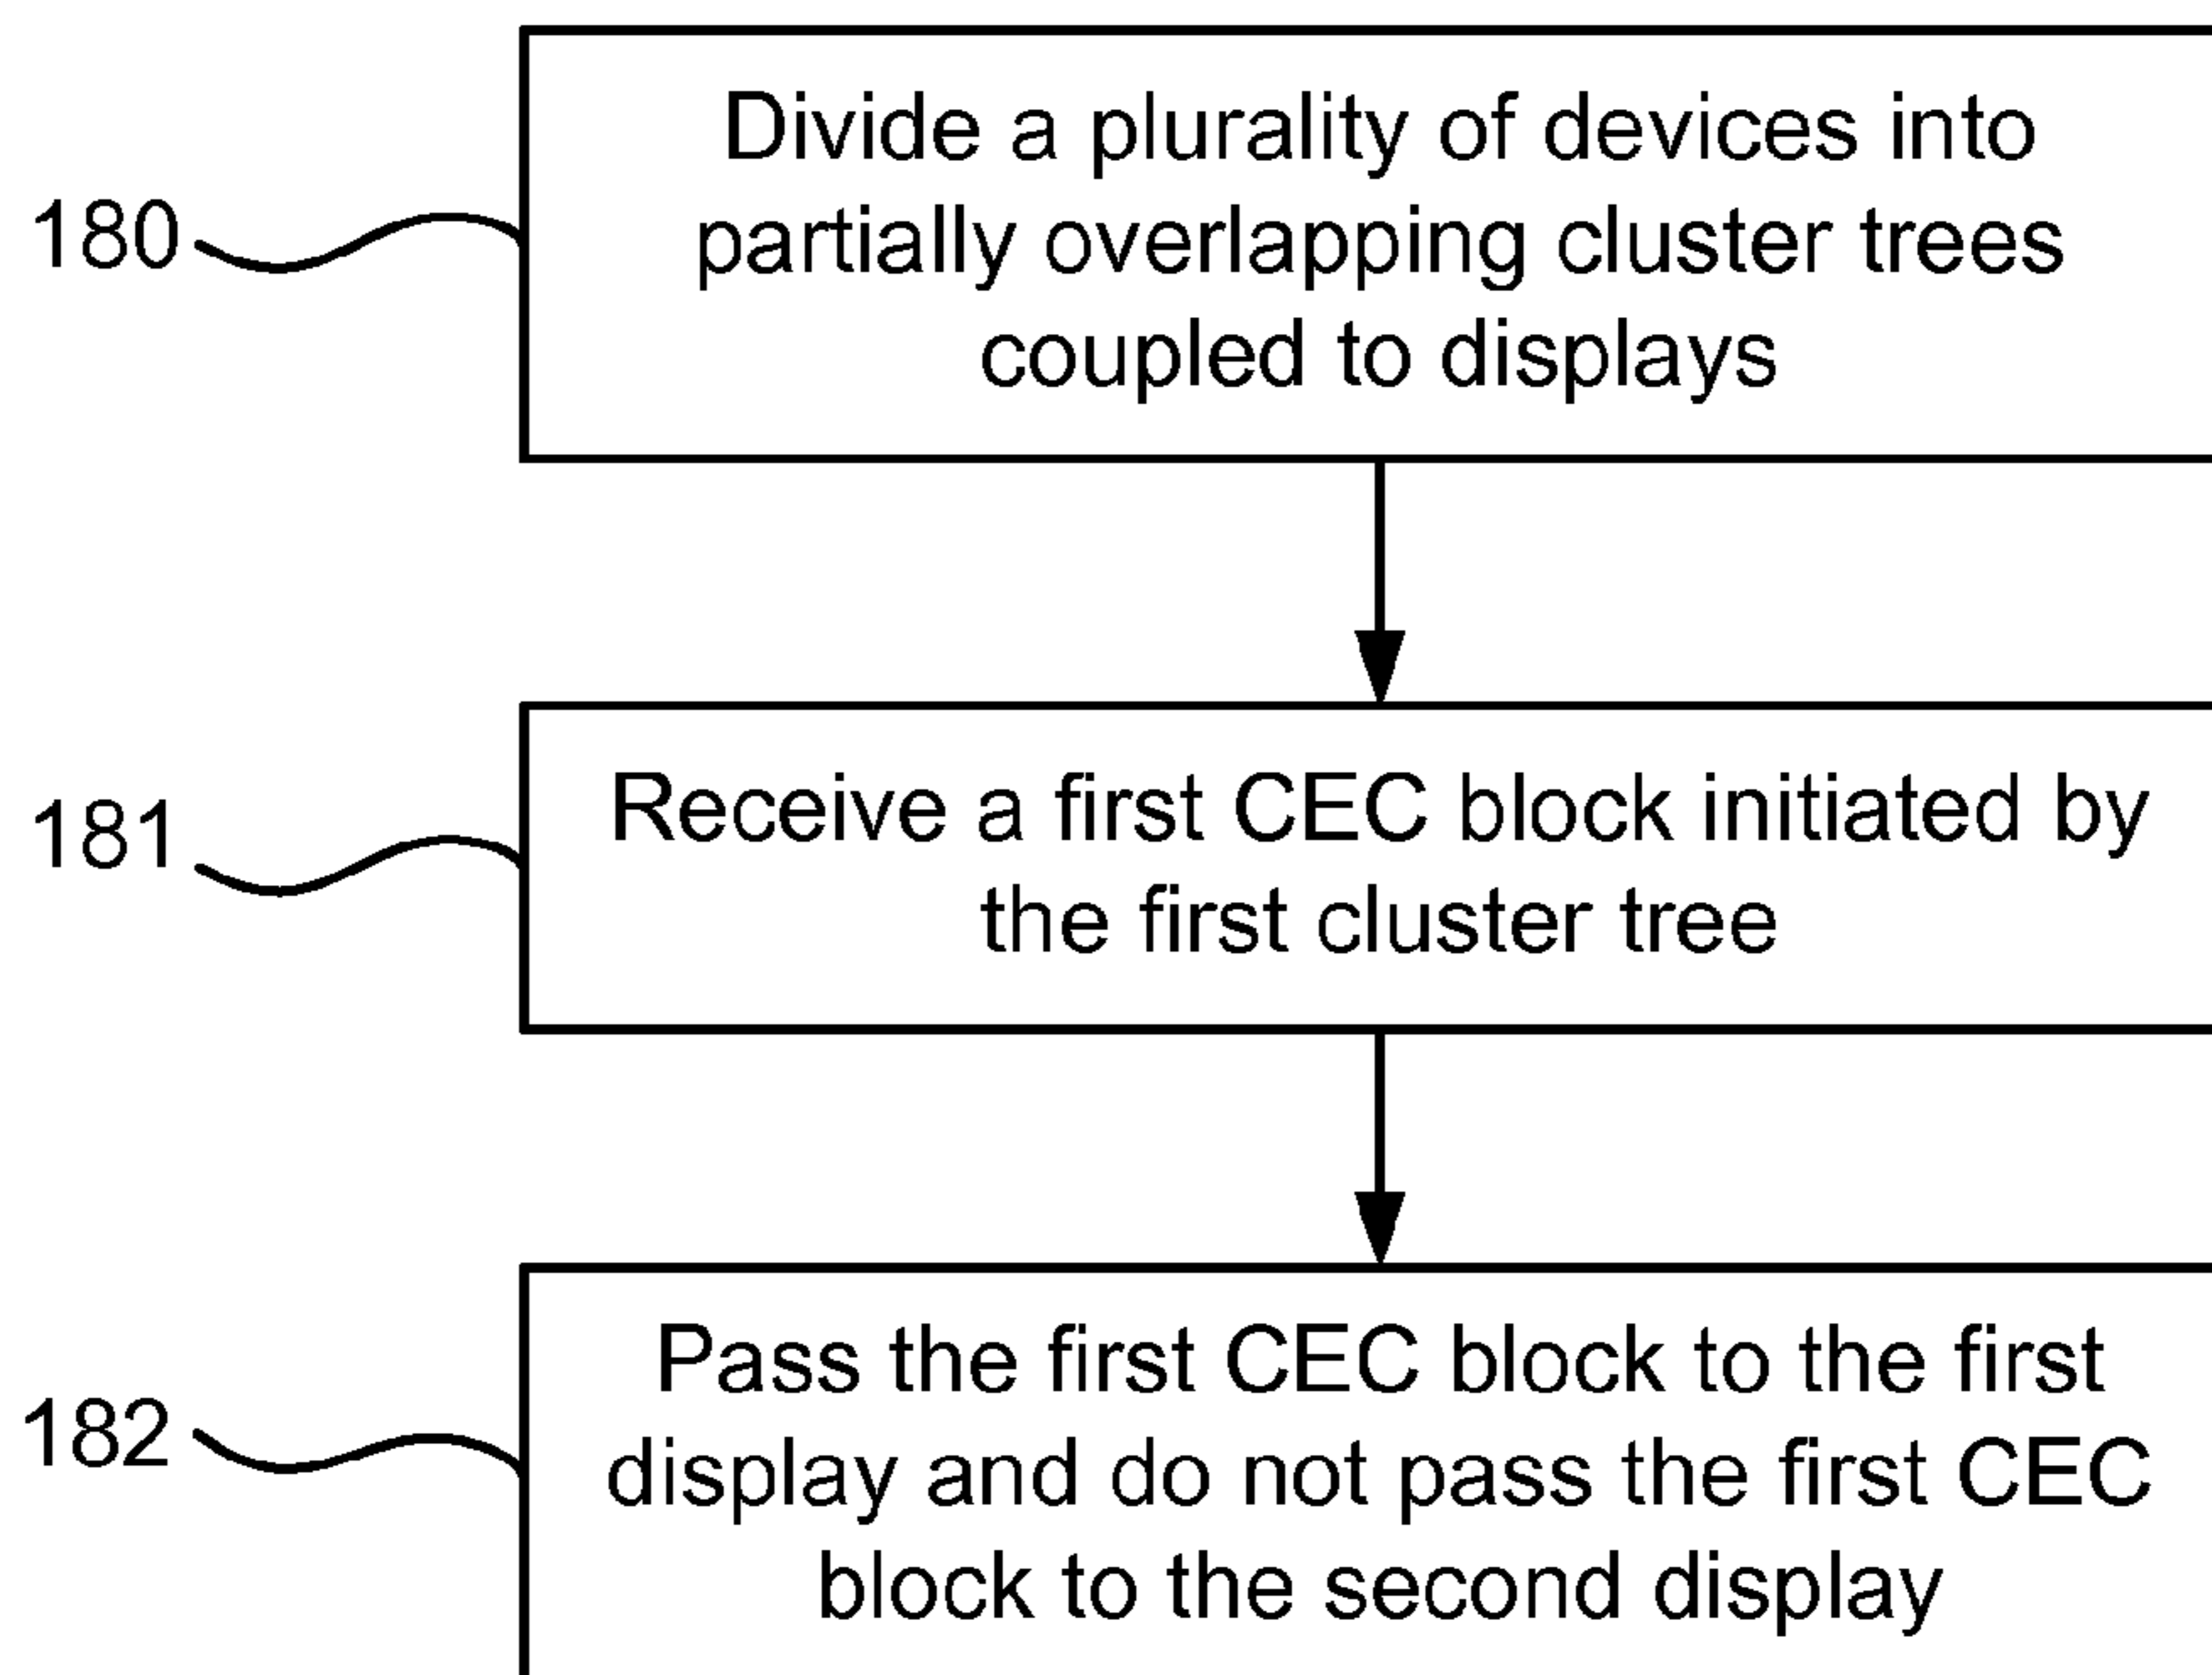 Divide a plurality of devices into
180
partially overlapping cluster trees
coupled to displays
181
Receive a first CEC block initiated by
the first cluster tree
Pass the first CEC block to the first
182
display and do not pass the first CEC
block to the second display